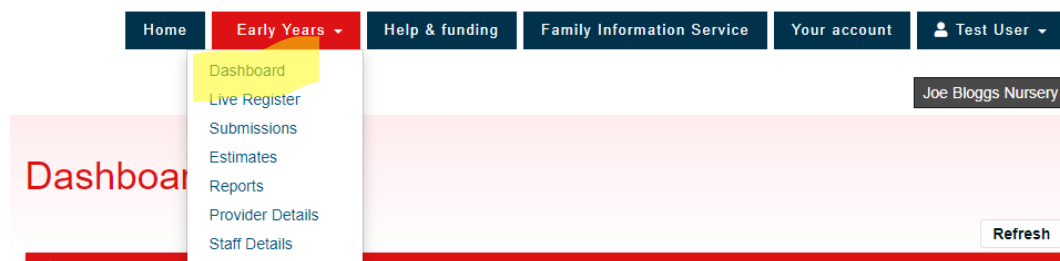 Home Early Years Help & funding Family Information Service Your account Test User
Dashboard
Live Register
Submissions
Estimates
Reports
Provider Details
Staff Details
Joe Bloggs Nursery
Refresh